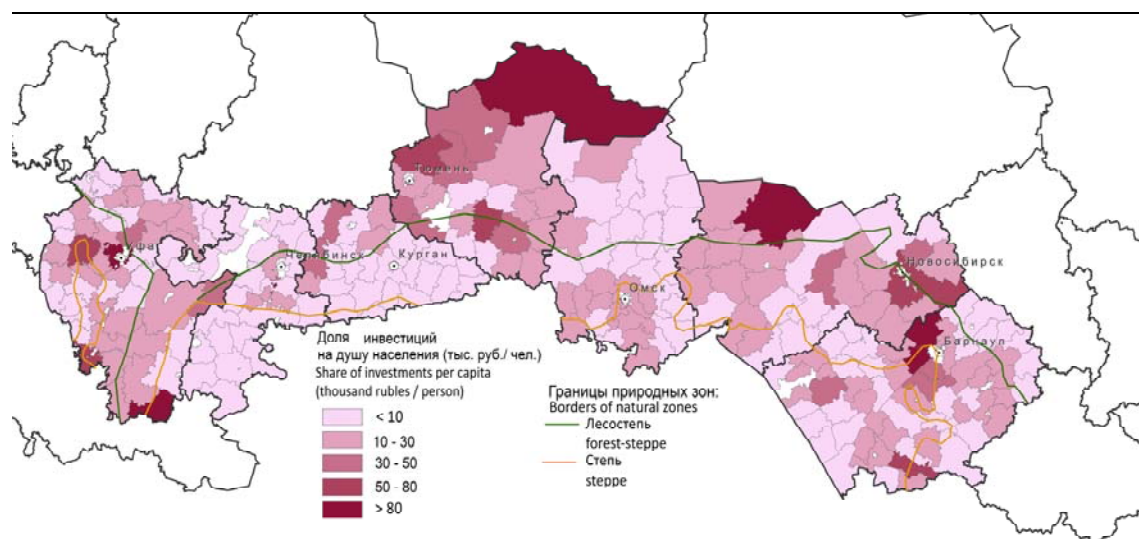 Тюмень
Уфа
Челябинск
Курган
Новосибирск
Омск
Барнаул
Доля инвестиций
на душу населения (тыс. руб./ чел.)
Share of investments per capita
(thousand rubles / person)
< 10
10 - 30
30 - 50
50 - 80
> 80
Границы природных зон:
Borders of natural zones
Лесостепь
forest-steppe
Степь
steppe